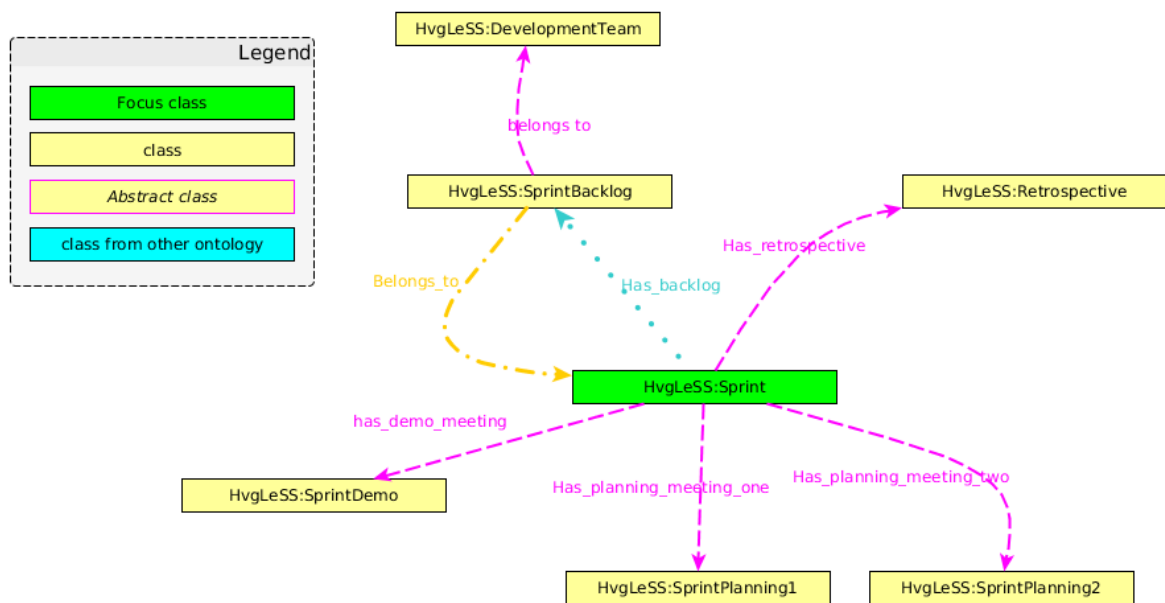 HvgLeSS:DevelopmentTeam
Legend
Focus class
class
Abstract class
class from other ontology
belongs to
HvgLeSS:SprintBacklog
HvgLeSS:Retrospective
Has_retrospective
Belongs_to
Has_backlog
HvgLeSS:Sprint
has_demo_meeting
Has_planning_meeting_one
Has_planning_meeting_two
HvgLeSS:SprintDemo
HvgLeSS:SprintPlanning1
HvgLeSS:SprintPlanning2